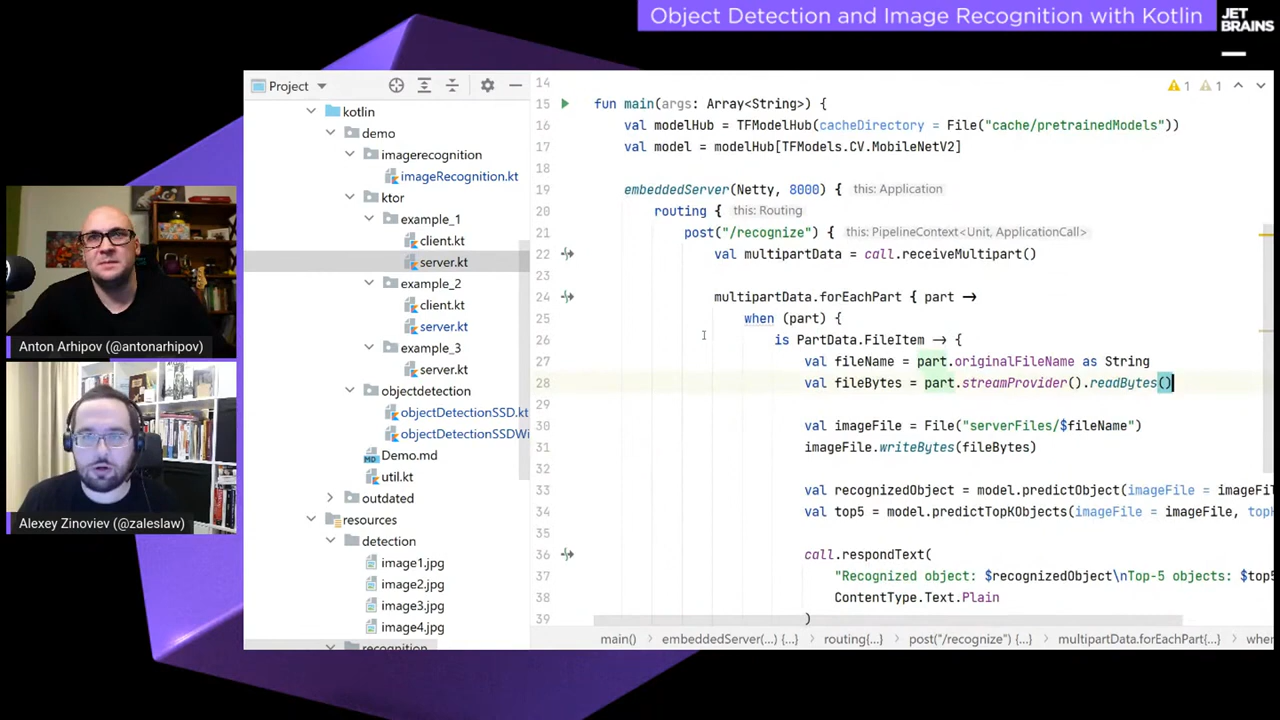 Object Detection and Image Recognition with Kotlin
JET
BRAINS
Project
kotlin
demo
imagerecognition
imageRecognition.kt
ktor
example_1
client.kt
server.kt
example_2
client.kt
server.kt
example_3
server.kt
objectdetection
objectDetectionSSD.kt
objectDetectionSSDWi
Demo.md
util.kt
outdated
resources
detection
image1.jpg
image2.jpg
image3.jpg
image4.jpg
recognition
14
15 fun main(args: Array<String>) {
16 val modelHub = TFModelHub(cacheDirectory = File("cache/pretrainedModels"))
17 val model = modelHub[TFModels.CV.MobileNetV2]
18
19 embeddedServer(Netty, 8000) { this: Application
20 routing { this: Routing
21 post("/recognize") { this: PipelineContext<Unit, ApplicationCall>
22 val multipartData = call.receiveMultipart()
23
24 multipartData.forEachPart { part →
25 when (part) {
26 is PartData.FileItem → {
27 val fileName = part.originalFileName as String
28 val fileBytes = part.streamProvider().readBytes()
29
30 val imageFile = File("serverFiles/$fileName")
31 imageFile.writeBytes(fileBytes)
32
33 val recognizedObject = model.predictObject(imageFile = imageFil
34 val top5 = model.predictTopKObjects(imageFile = imageFile, topK
35
36 call.respondText(
37 "Recognized object: $recognizedObject\nTop-5 objects: $top5
38 ContentType.Text.Plain
39 )
1 1
main() embeddedServer(...) {...} routing{...} post("/recognize") {...} multipartData.forEachPart{...} whe
Anton Arhipov (@antonarhipov)
Alexey Zinoviev (@zaleslaw)